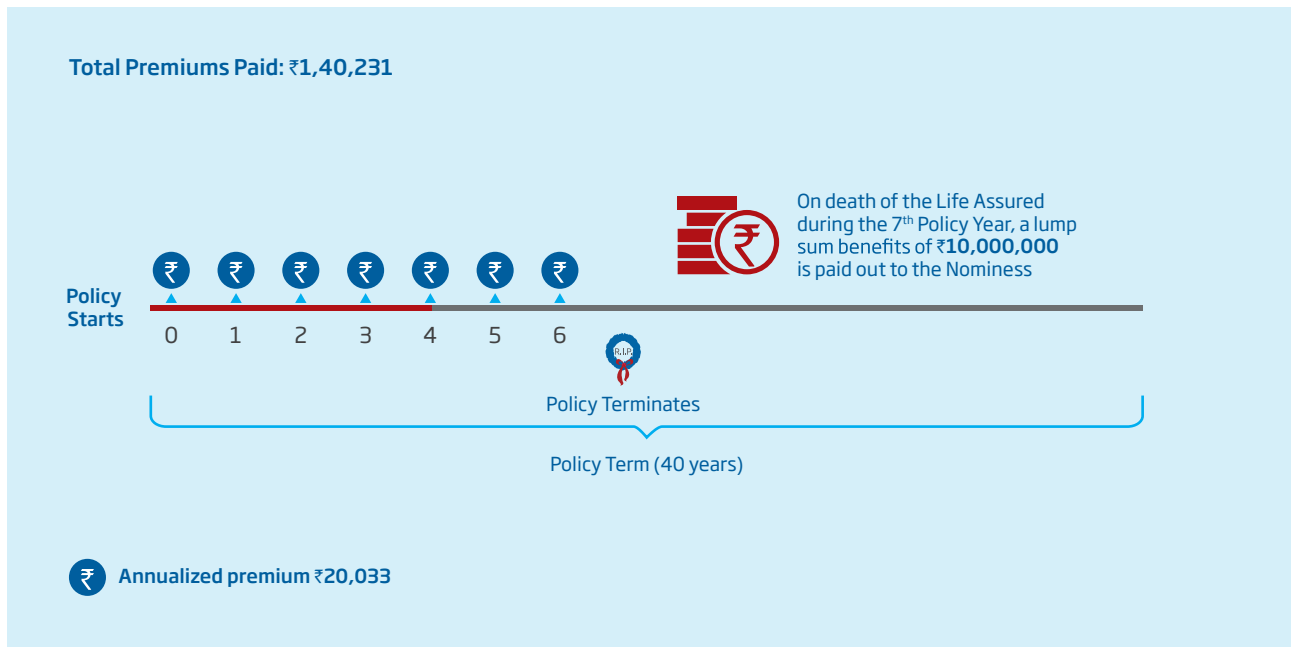 Total Premiums Paid: ₹1,40,231
On death of the Life Assured
during the 7th Policy Year, a lump
sum benefits of ₹10,000,000
is paid out to the Nominess
₹ ₹ ₹ ₹ ₹ ₹ ₹
₹
Policy
Starts
0 1 2 3 4 5 6
R.I.P.
Policy Terminates
Policy Term (40 years)
₹ Annualized premium ₹20,033